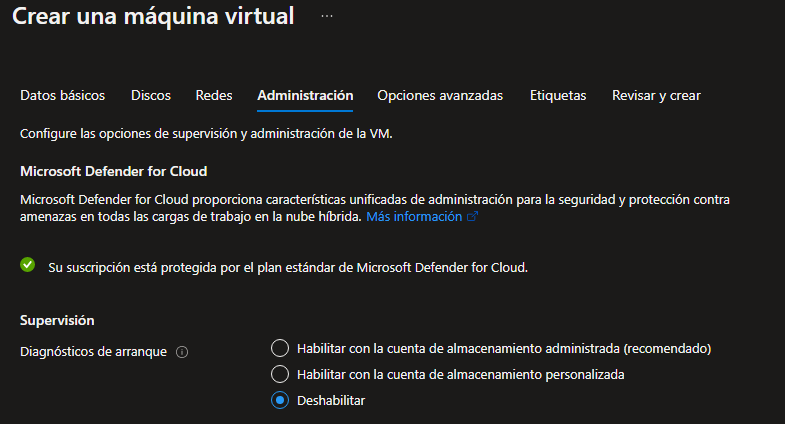 Crear una máquina virtual ...
Datos básicos Discos Redes Administración Opciones avanzadas Etiquetas Revisar y crear
Configure las opciones de supervisión y administración de la VM.
Microsoft Defender for Cloud
Microsoft Defender for Cloud proporciona características unificadas de administración para la seguridad y protección contra
amenazas en todas las cargas de trabajo en la nube híbrida. Más información
Su suscripción está protegida por el plan estándar de Microsoft Defender for Cloud.
Supervisión
Diagnósticos de arranque
Habilitar con la cuenta de almacenamiento administrada (recomendado)
Habilitar con la cuenta de almacenamiento personalizada
Deshabilitar